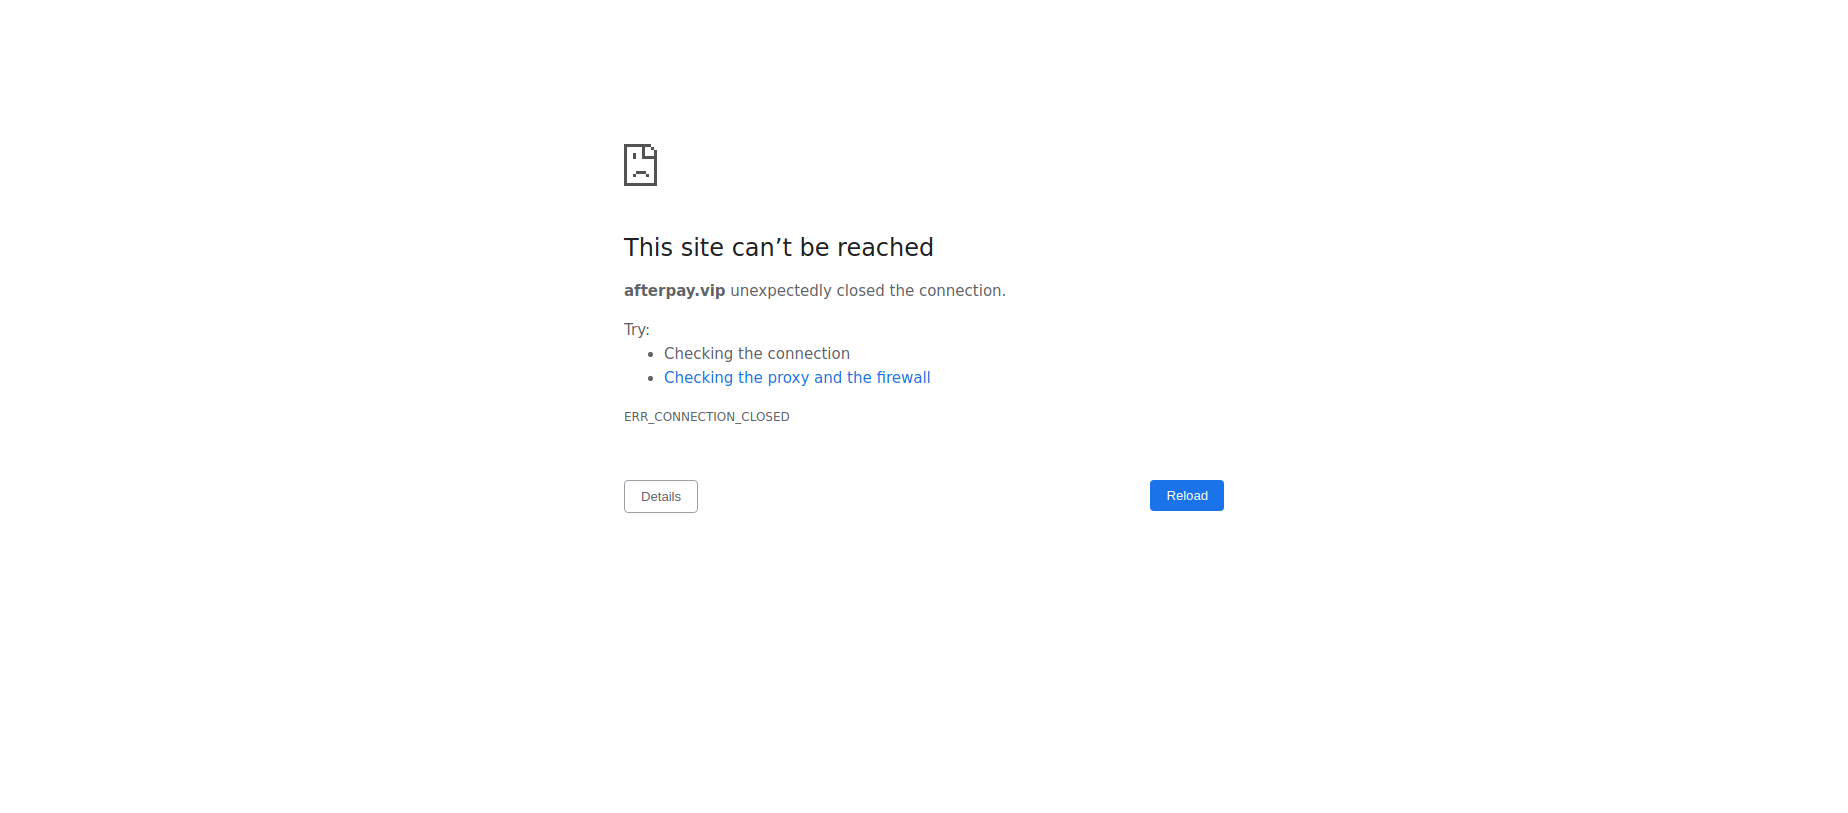 This site can’t be reached
afterpay.vip unexpectedly closed the connection.
Try:
Checking the connection
Checking the proxy and the firewall
ERR_CONNECTION_CLOSED
Details
Reload